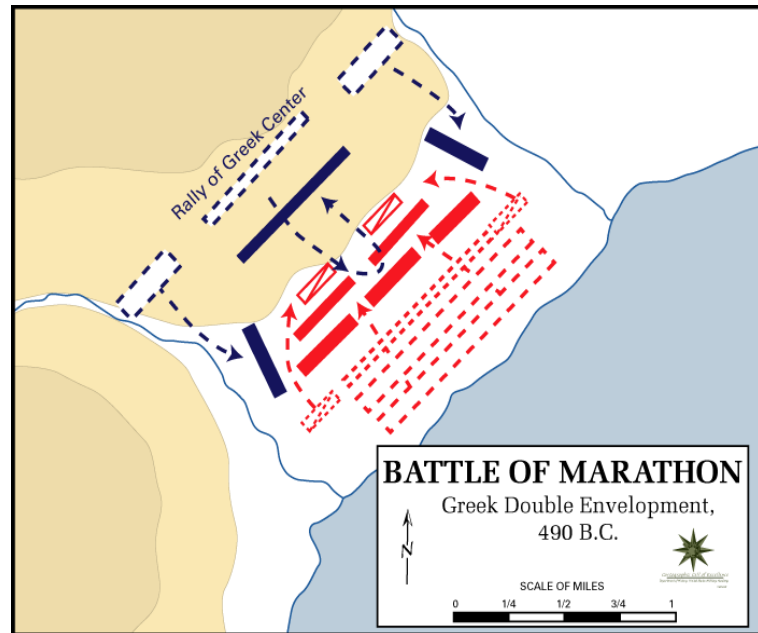 Rally of Greek Center
BATTLE OF MARATHON
Greek Double Envelopment,
490 B.C.
N
SCALE OF MILES
0 1/4 1/2 3/4 1